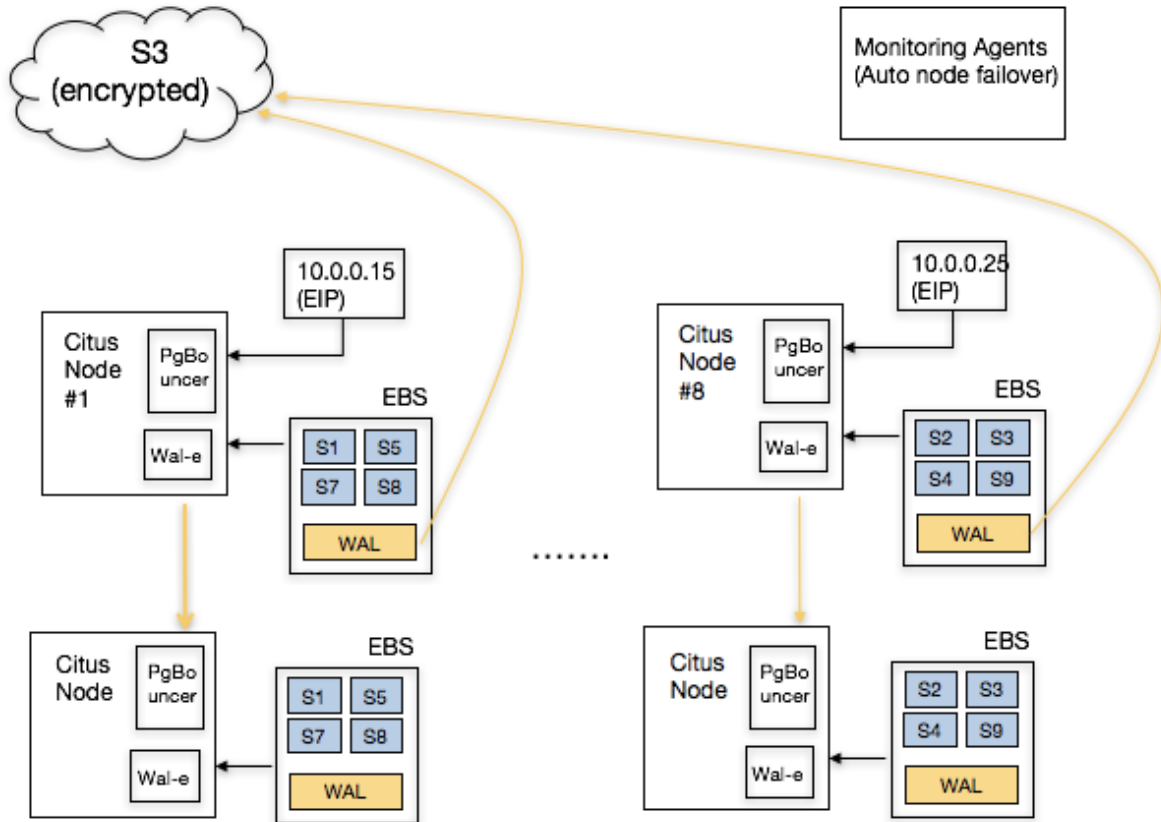 S3
(encrypted)
Monitoring Agents
(Auto node failover)
10.0.0.15
(EIP)
Citus
Node
#1
PgBo
uncer
Wal-e
EBS
S1 S5
S7 S8
WAL
.......
10.0.0.25
(EIP)
Citus
Node
#8
PgBo
uncer
Wal-e
EBS
S2 S3
S4 S9
WAL
Citus
Node
PgBo
uncer
Wal-e
EBS
S1 S5
S7 S8
WAL
Citus
Node
PgBo
uncer
Wal-e
EBS
S2 S3
S4 S9
WAL